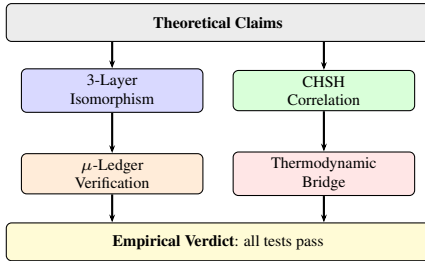 Theoretical Claims
3-Layer
Isomorphism
CHSH
Correlation
μ-Ledger
Verification
Thermodynamic
Bridge
Empirical Verdict: all tests pass